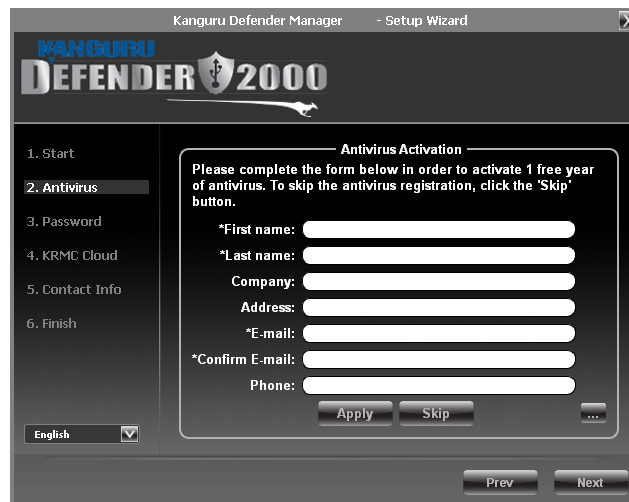 Kanguru Defender Manager - Setup Wizard
KANGURU
DEFENDER 2000
1. Start
2. Antivirus
3. Password
4. KRMC Cloud
5. Contact Info
6. Finish
English
Antivirus Activation
Please complete the form below in order to activate 1 free year
of antivirus. To skip the antivirus registration, click the 'Skip'
button.
*First name:
*Last name:
Company:
Address:
*E-mail:
*Confirm E-mail:
Phone:
Apply Skip ...
Prev Next